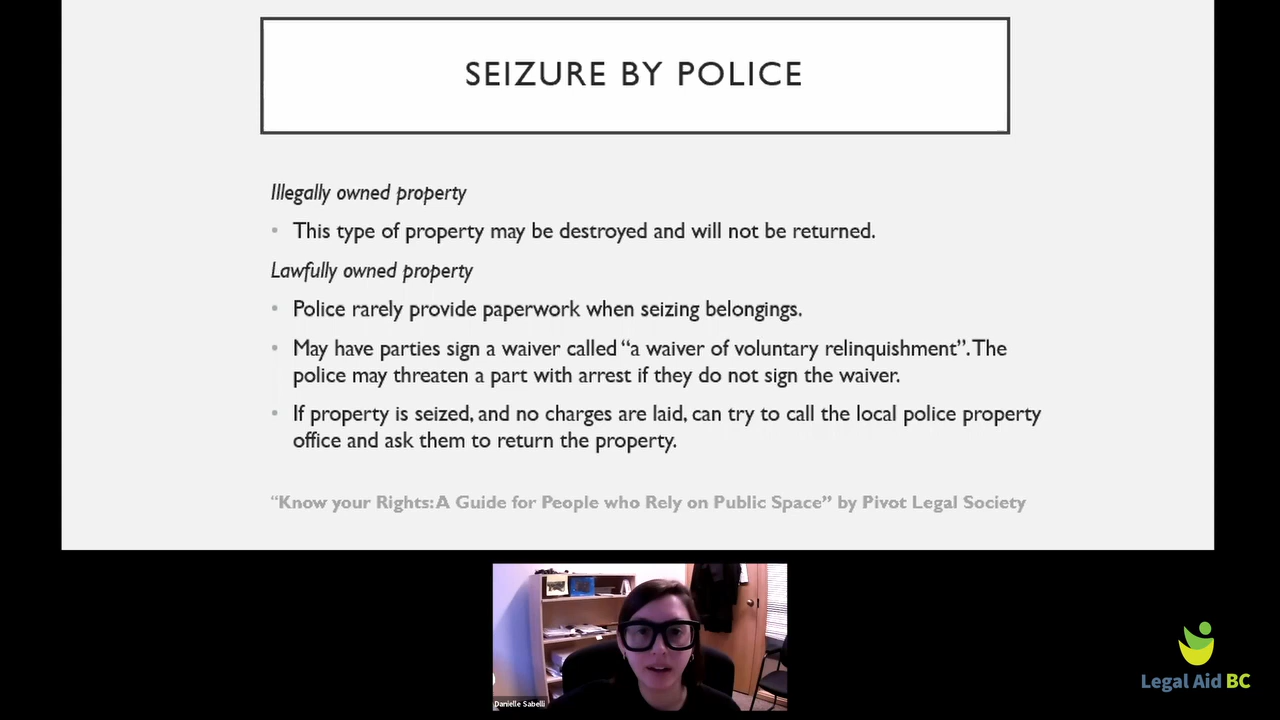 SEIZURE BY POLICE
Illegally owned property
• This type of property may be destroyed and will not be returned.
Lawfully owned property
• Police rarely provide paperwork when seizing belongings.
• May have parties sign a waiver called “a waiver of voluntary relinquishment”. The
police may threaten a part with arrest if they do not sign the waiver.
• If property is seized, and no charges are laid, can try to call the local police property
office and ask them to return the property.
“Know your Rights: A Guide for People who Rely on Public Space” by Pivot Legal Society
Danielle Sabelli
Legal Aid BC